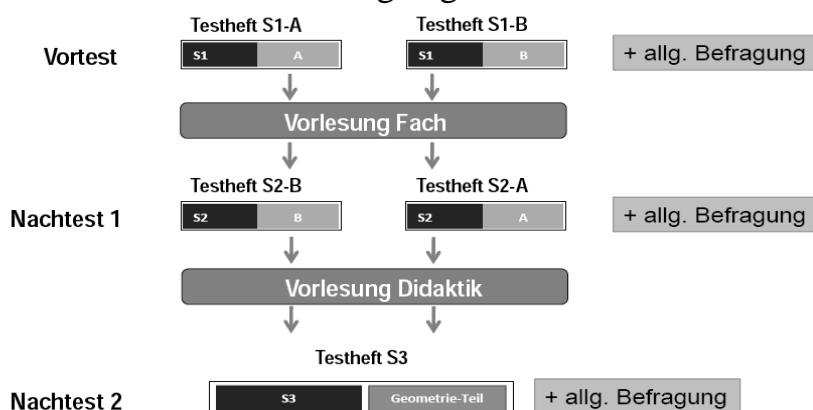 Testheft S1-A Testheft S1-B
Vortest S1 A S1 B + allg. Befragung
Vorlesung Fach
Testheft S2-B Testheft S2-A
Nachtest 1 S2 B S2 A + allg. Befragung
Vorlesung Didaktik
Testheft S3
Nachtest 2 S3 Geometrie-Teil + allg. Befragung